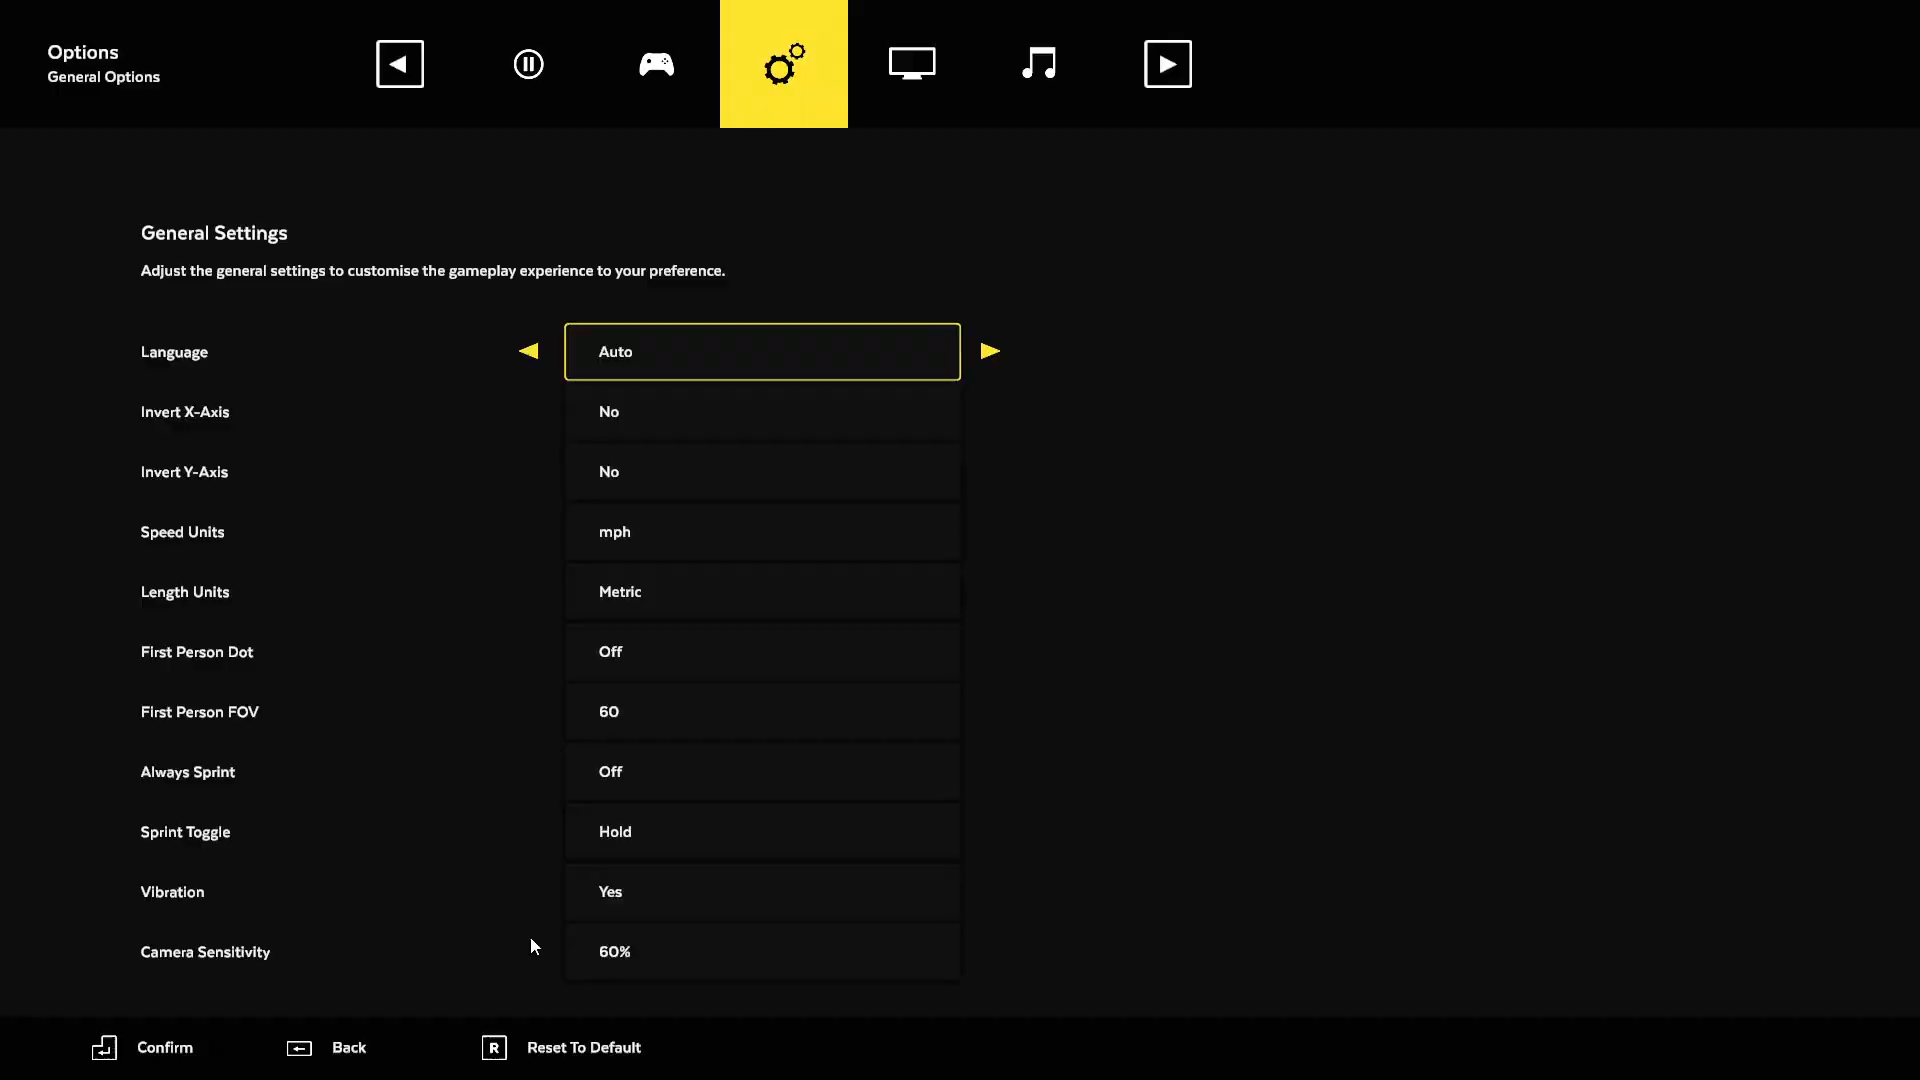 Options
General Options
General Settings
Adjust the general settings to customise the gameplay experience to your preference.
Language Auto
Invert X-Axis No
Invert Y-Axis No
Speed Units mph
Length Units Metric
First Person Dot Off
First Person FOV 60
Always Sprint Off
Sprint Toggle Hold
Vibration Yes
Camera Sensitivity 60%
Confirm Back R Reset To Default